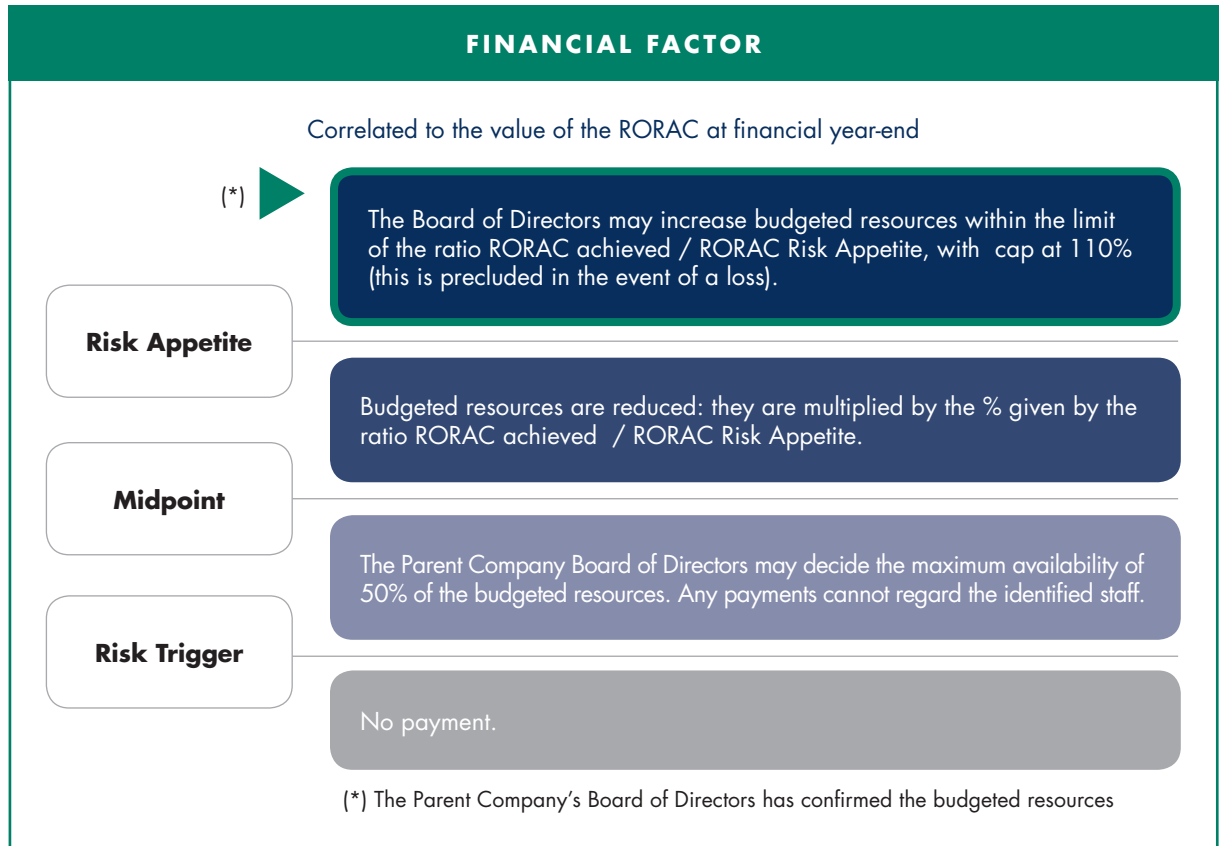 FINANCIAL FACTOR
Correlated to the value of the RORAC at financial year-end
(*)
The Board of Directors may increase budgeted resources within the limit
of the ratio RORAC achieved / RORAC Risk Appetite, with cap at 110%
(this is precluded in the event of a loss).
Risk Appetite
Budgeted resources are reduced: they are multiplied by the % given by the
ratio RORAC achieved / RORAC Risk Appetite.
Midpoint
The Parent Company Board of Directors may decide the maximum availability of
50% of the budgeted resources. Any payments cannot regard the identified staff.
Risk Trigger
No payment.
(*) The Parent Company's Board of Directors has confirmed the budgeted resources